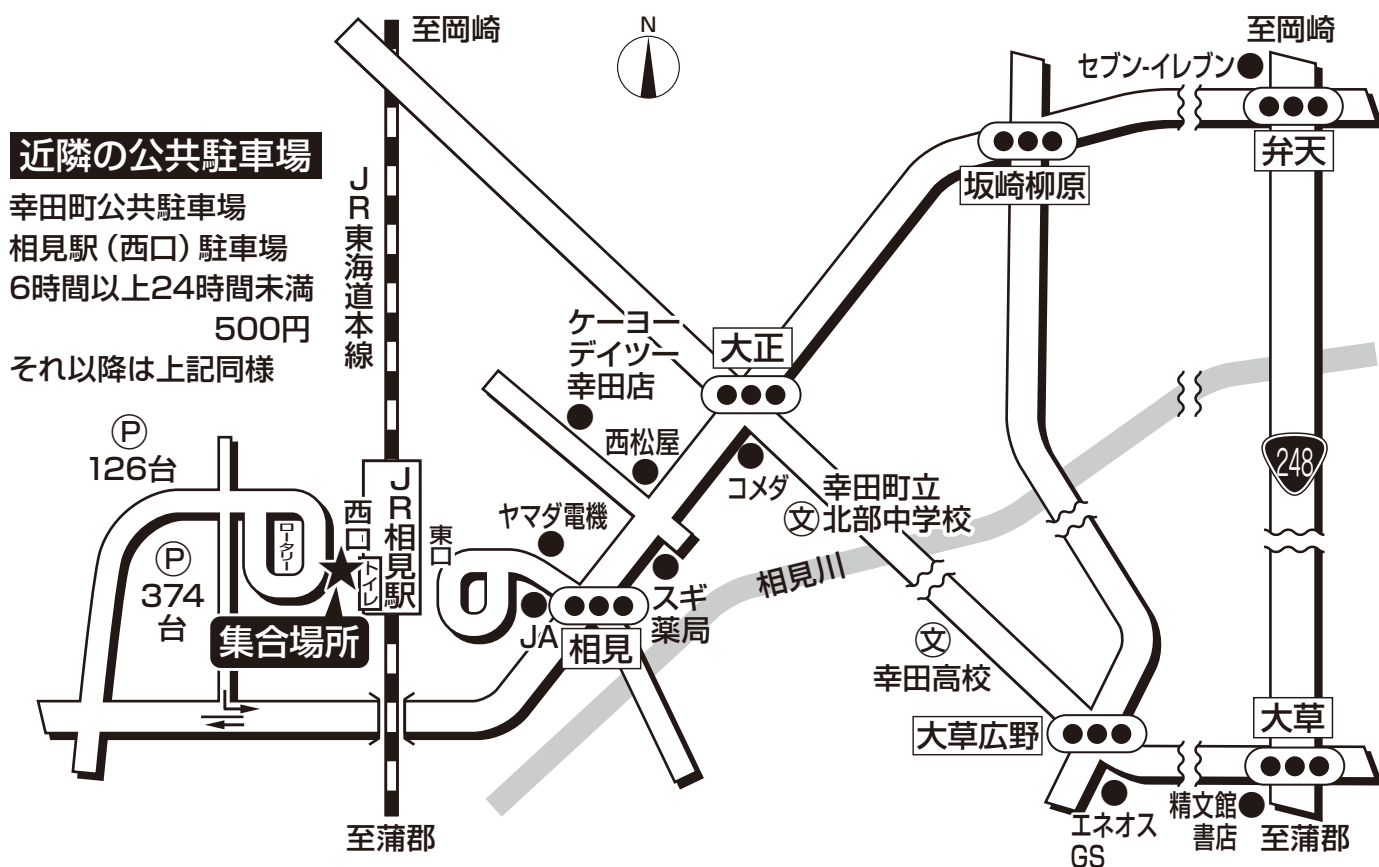 至岡崎
N
至岡崎
セブン-イレブン
弁天
坂崎柳原
近隣の公共駐車場
幸田町公共駐車場
相見駅（西口）駐車場
6時間以上24時間未満
500円
それ以降は上記同様
JR東海道本線
ケーヨー
デイツー
幸田店
大正
西松屋
コメダ
幸田町立
北部中学校
文
248
P
126台
P
374
台
ロータリー
西口
トイレ
JR相見駅
東口
ヤマダ電機
JA
相見
スギ
薬局
相見川
集合場所
文
幸田高校
大草広野
大草
エネオス
GS
精文館
書店
至蒲郡
至蒲郡